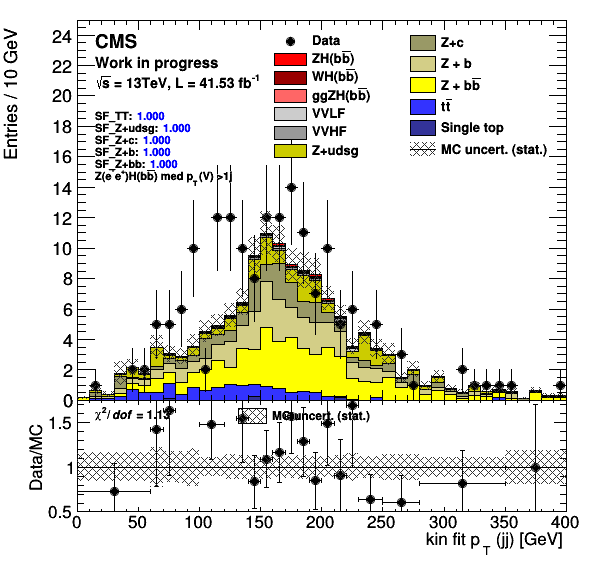 CMS
Work in progress
√s = 13TeV, L = 41.53 fb⁻¹
SF_TT: 1.000
SF_Z+udsg: 1.000
SF_Z+c: 1.000
SF_Z+b: 1.000
SF_Z+bb: 1.000
Z(e⁻e⁺)H(bb̅) med p_T(V) >1j
Data
ZH(bb̅)
WH(bb̅)
ggZH(bb̅)
VVLF
VVHF
Z+udsg
Z+c
Z + b
Z + bb̅
tt̅
Single top
MC uncert. (stat.)
Entries / 10 GeV
24
22
20
18
16
14
12
10
8
6
4
2
0
χ²/dof = 1.13
MC uncert. (stat.)
Data/MC
1.5
1
0.5
0 50 100 150 200 250 300 350 400
kin fit p_T (jj) [GeV]